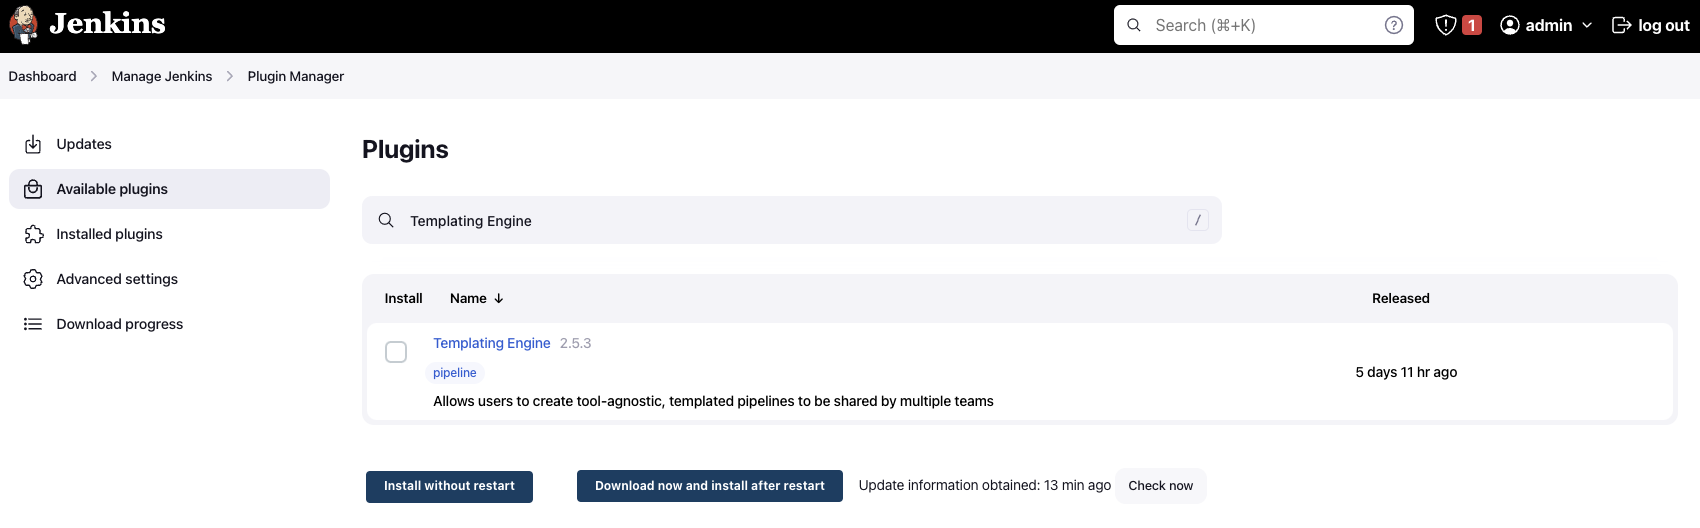 Jenkins
Search (⌘+K)
1
admin
log out
Dashboard > Manage Jenkins > Plugin Manager
Updates
Available plugins
Installed plugins
Advanced settings
Download progress
Plugins
Templating Engine /
Install Name ↓ Released
Templating Engine 2.5.3
pipeline
5 days 11 hr ago
Allows users to create tool-agnostic, templated pipelines to be shared by multiple teams
Install without restart
Download now and install after restart
Update information obtained: 13 min ago
Check now